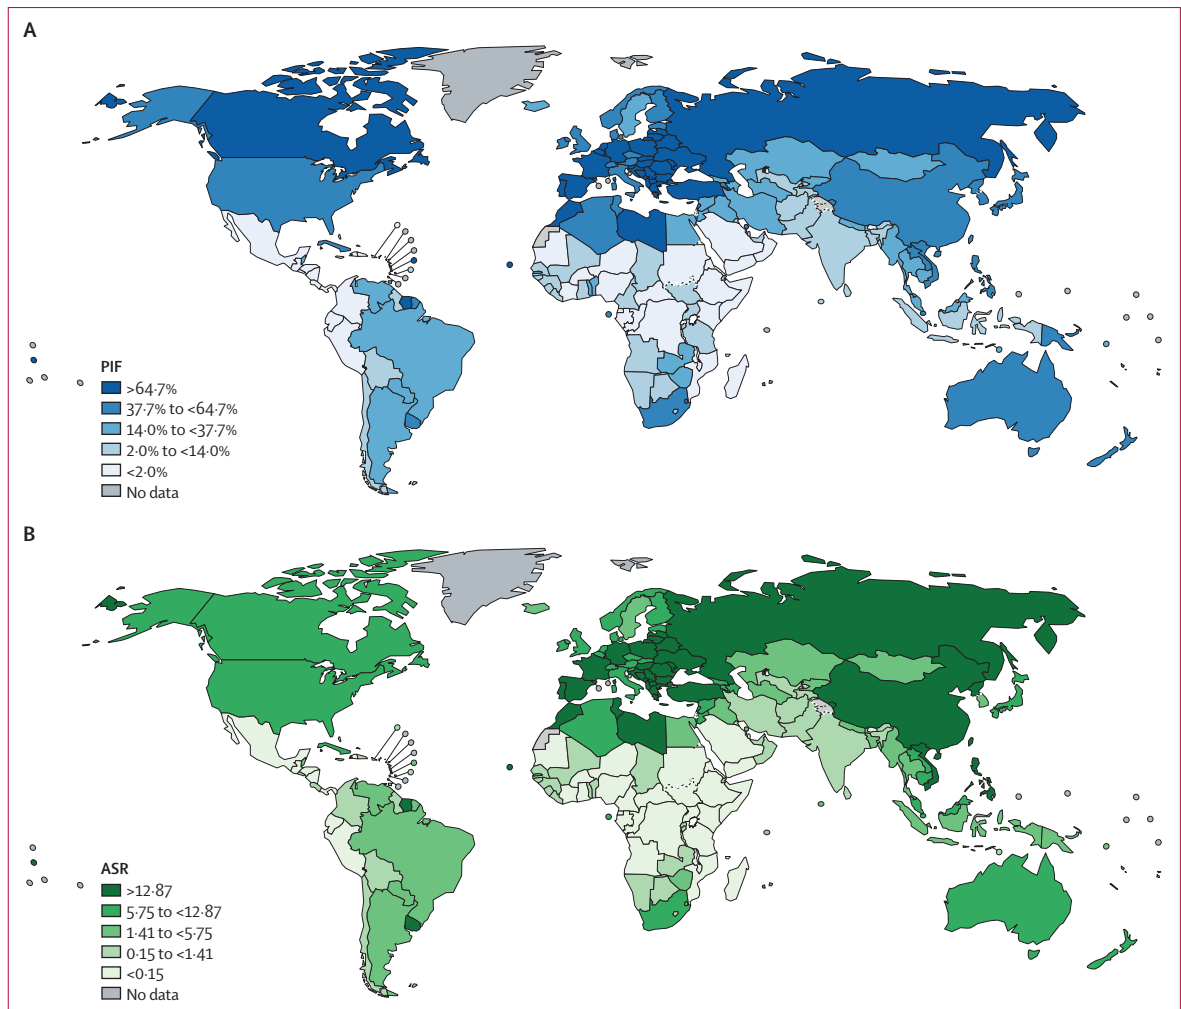 A
PIF
>64·7%
37·7% to <64·7%
14·0% to <37·7%
2·0% to <14·0%
<2·0%
No data
B
ASR
>12·87
5·75 to <12·87
1·41 to <5·75
0·15 to <1·41
<0·15
No data